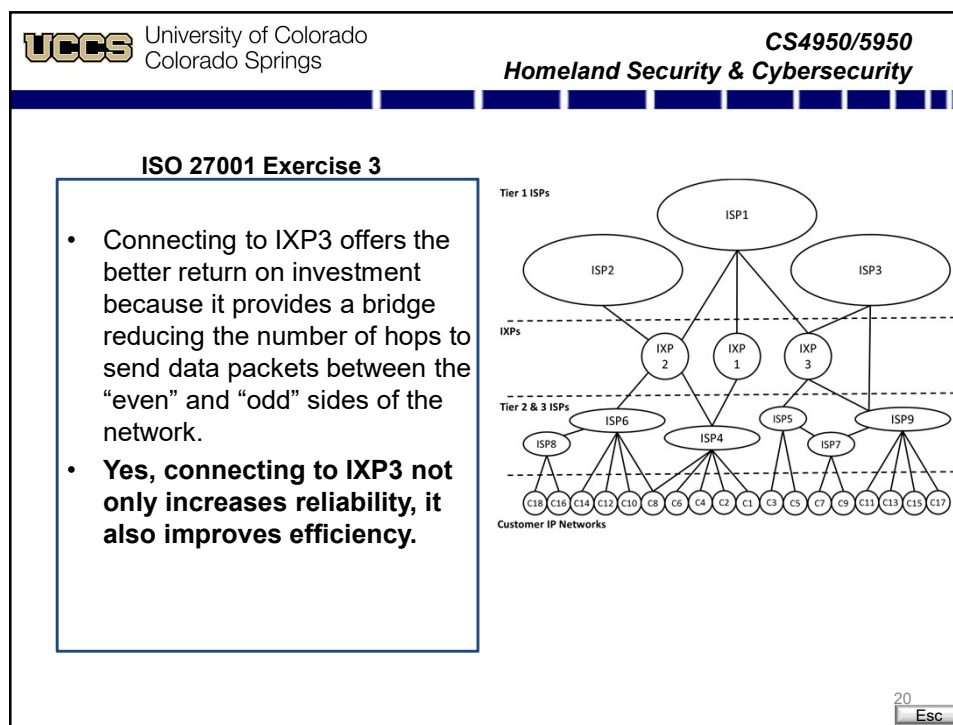 UCCS
University of Colorado
Colorado Springs
CS4950/5950
Homeland Security & Cybersecurity
ISO 27001 Exercise 3
• Connecting to IXP3 offers the
better return on investment
because it provides a bridge
reducing the number of hops to
send data packets between the
“even” and “odd” sides of the
network.
• Yes, connecting to IXP3 not
only increases reliability, it
also improves efficiency.
Tier 1 ISPs
ISP1
ISP2
ISP3
IXPs
IXP
2
IXP
1
IXP
3
Tier 2 & 3 ISPs
ISP6
ISP5
ISP9
ISP8
ISP4
ISP7
C18 C16 C14 C12 C10 C8 C6 C4 C2 C1 C3 C5 C7 C9 C11 C13 C15 C17
Customer IP Networks
20
Esc